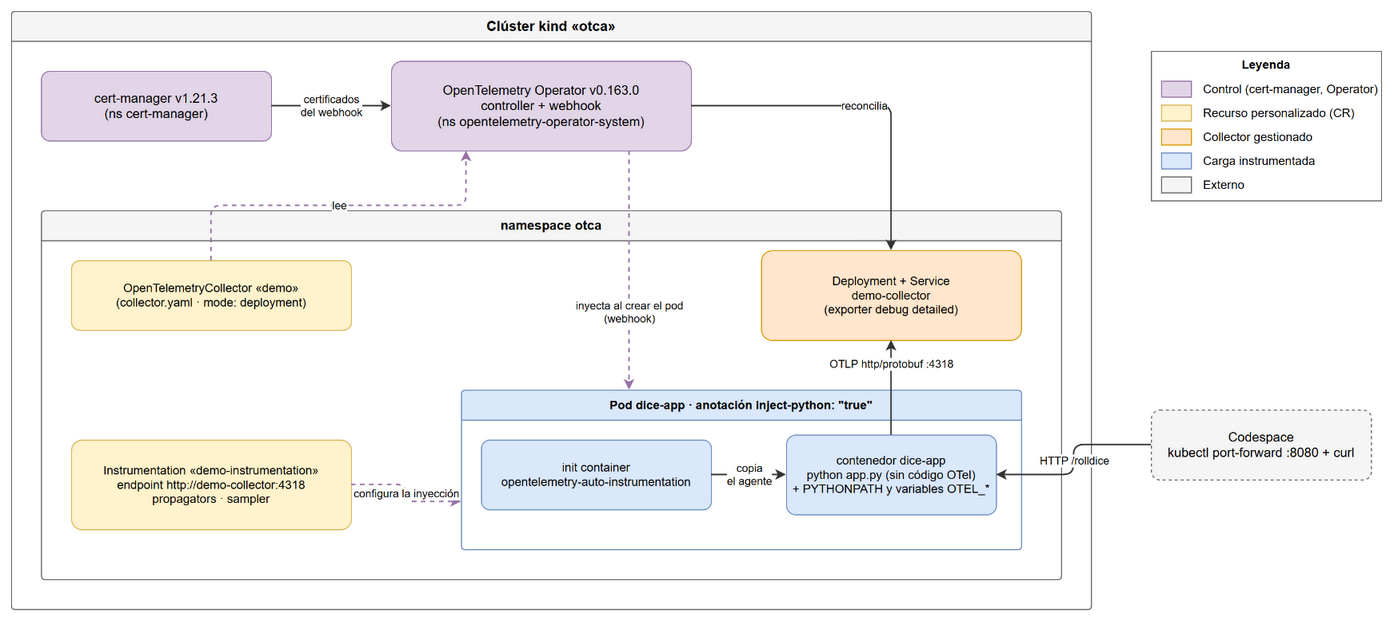 Clúster kind «otca»
cert-manager v1.21.3
(ns cert-manager)
certificados
del webhook
OpenTelemetry Operator v0.163.0
controller + webhook
(ns opentelemetry-operator-system)
reconcilia
Leyenda
Control (cert-manager, Operator)
Recurso personalizado (CR)
Collector gestionado
Carga instrumentada
Externo
lee
namespace otca
OpenTelemetryCollector «demo»
(collector.yaml · mode: deployment)
inyecta al crear el pod
(webhook)
Deployment + Service
demo-collector
(exporter debug detailed)
OTLP http/protobuf :4318
Pod dice-app · anotación inject-python: "true"
Instrumentation «demo-instrumentation»
endpoint http://demo-collector:4318
propagators · sampler
configura la inyección
init container
opentelemetry-auto-instrumentation
copia
el agente
contenedor dice-app
python app.py (sin código OTel)
+ PYTHONPATH y variables OTEL_*
HTTP /rolldice
Codespace
kubectl port-forward :8080 + curl